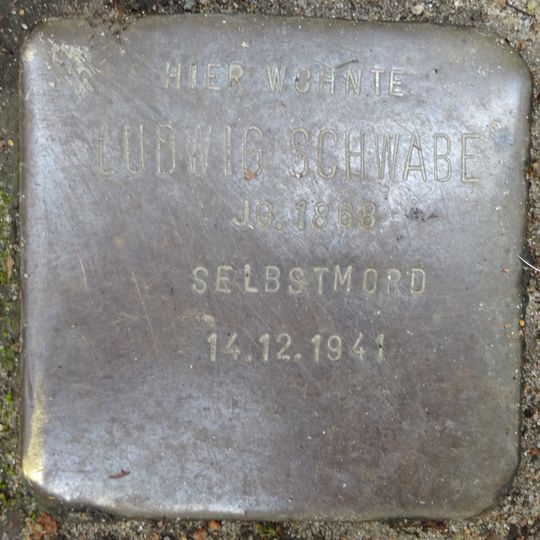 HIER WOHNTE
LUDWIG SCHWABE
JG. 1868
SELBSTMORD
14.12.1941